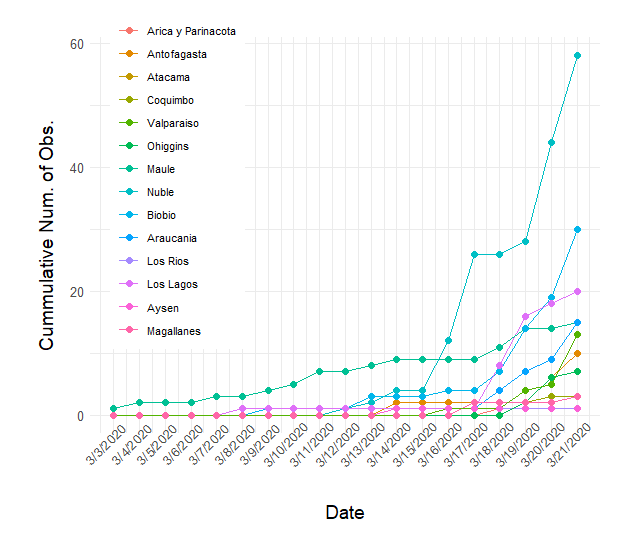 Arica y Parinacota
Antofagasta
Atacama
Coquimbo
Valparaiso
Ohiggins
Maule
Nuble
Biobio
Araucania
Los Rios
Los Lagos
Aysen
Magallanes
60
40
20
0
Cummulative Num. of Obs.
3/3/2020
3/4/2020
3/5/2020
3/6/2020
3/7/2020
3/8/2020
3/9/2020
3/10/2020
3/11/2020
3/12/2020
3/13/2020
3/14/2020
3/15/2020
3/16/2020
3/17/2020
3/18/2020
3/19/2020
3/20/2020
3/21/2020
Date